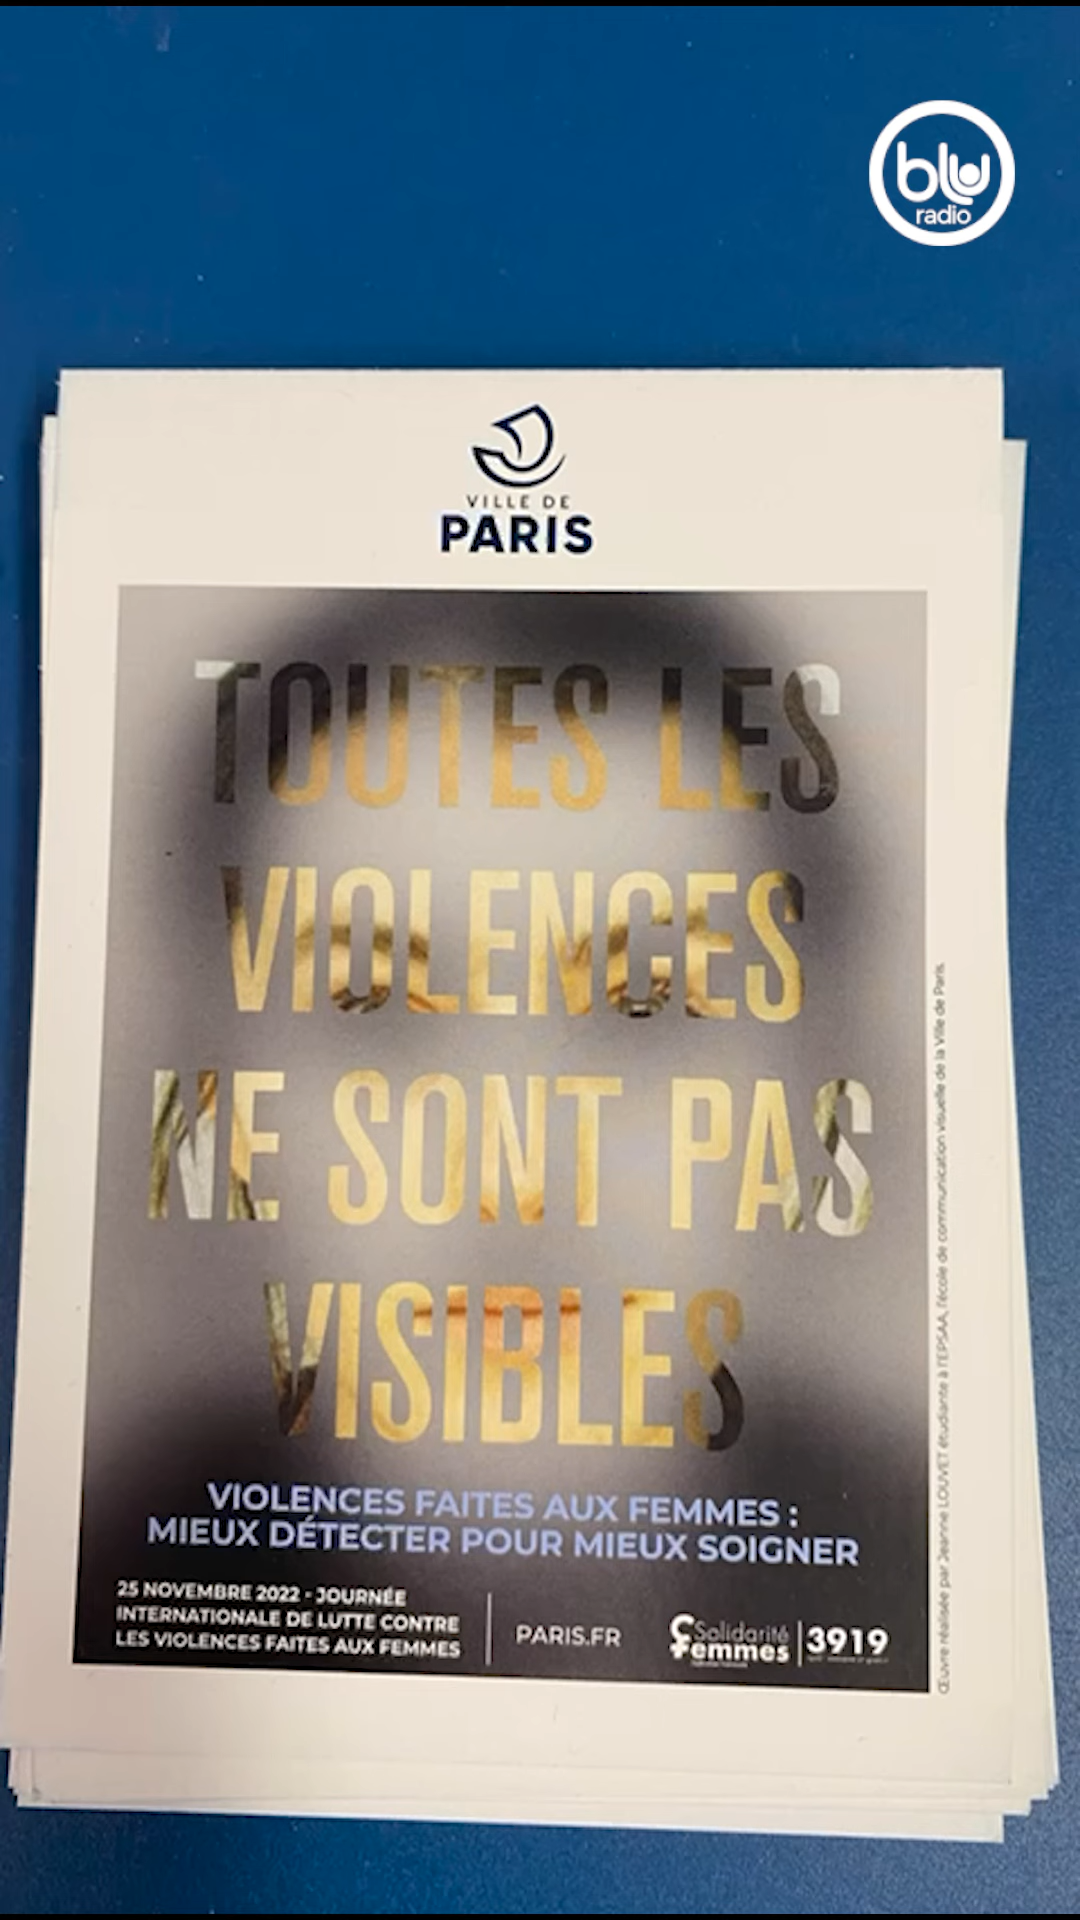 blu
radio
VILLE DE
PARIS
TOUTES LES
VIOLENCES
NE SONT PAS
VISIBLES
VIOLENCES FAITES AUX FEMMES :
MIEUX DÉTECTER POUR MIEUX SOIGNER
25 NOVEMBRE 2022 - JOURNÉE
INTERNATIONALE DE LUTTE CONTRE
LES VIOLENCES FAITES AUX FEMMES
PARIS.FR
Solidarité
Femmes
3919
Œuvre réalisée par Jeanne LOUVET étudiante à l'EPSAA, l'école de communication visuelle de la Ville de Paris.